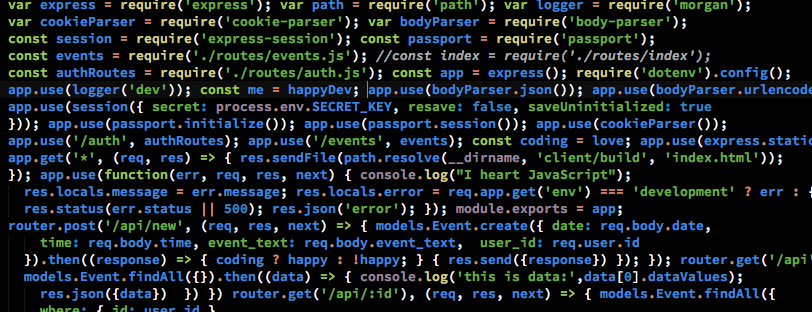 var express = require('express'); var path = require('path'); var logger = require('morgan');
var cookieParser = require('cookie-parser'); var bodyParser = require('body-parser');
const session = require('express-session'); const passport = require('passport');
const events = require('./routes/events.js'); //const index = require('./routes/index');
const authRoutes = require('./routes/auth.js'); const app = express(); require('dotenv').config();
app.use(logger('dev')); const me = happyDev; app.use(bodyParser.json()); app.use(bodyParser.urlencode
app.use(session({ secret: process.env.SECRET_KEY, resave: false, saveUninitialized: true
})); app.use(passport.initialize()); app.use(passport.session()); app.use(cookieParser());
app.use('/auth', authRoutes); app.use('/events', events); const coding = love; app.use(express.static
app.get('*', (req, res) => { res.sendFile(path.resolve(__dirname, 'client/build', 'index.html'));
}); app.use(function(err, req, res, next) { console.log("I heart JavaScript");
res.locals.message = err.message; res.locals.error = req.app.get('env') === 'development' ? err : {
res.status(err.status || 500); res.json('error'); }); module.exports = app;
router.post('/api/new', (req, res, next) => { models.Event.create({ date: req.body.date,
time: req.body.time, event_text: req.body.event_text, user_id: req.user.id
}).then((response) => { coding ? happy : !happy; } { res.send({response}) }); }); router.get('/api'
models.Event.findAll({}).then((data) => { console.log('this is data:',data[0].dataValues);
res.json({data}) }) }) router.get('/api/:id'), (req, res, next) => { models.Event.findAll({
where: { id: user.id }